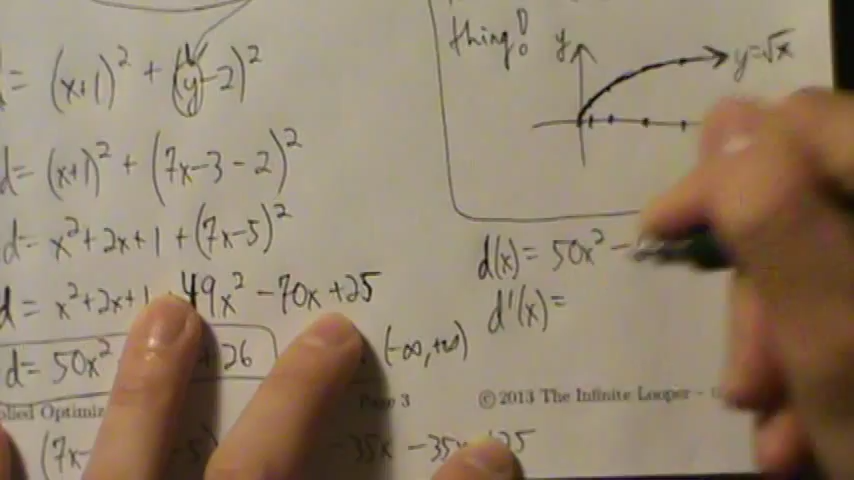 d = (x+1)² + (y-2)²
d = (x+1)² + (7x-3-2)²
d = x²+2x+1+(7x-5)²
d = x²+2x+1 49x² -70x+25
d = 50x² +26 (-∞,+∞)
thing!
y
y=√x
d(x) = 50x² -
d'(x) =
Page 3
© 2013 The Infinite Looper -
(7x- -5) -35x -35x +25